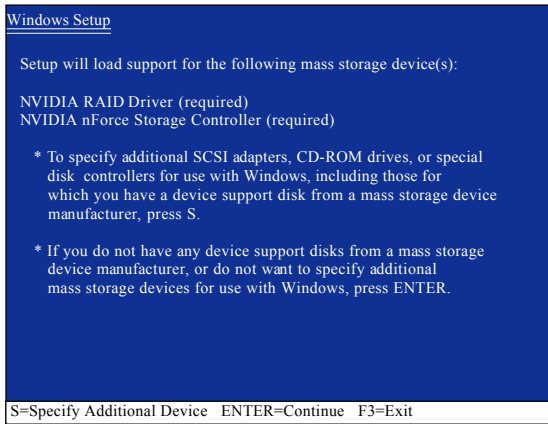 Windows Setup
Setup will load support for the following mass storage device(s):
NVIDIA RAID Driver (required)
NVIDIA nForce Storage Controller (required)
* To specify additional SCSI adapters, CD-ROM drives, or special
disk controllers for use with Windows, including those for
which you have a device support disk from a mass storage device
manufacturer, press S.
* If you do not have any device support disks from a mass storage
device manufacturer, or do not want to specify additional
mass storage devices for use with Windows, press ENTER.
S=Specify Additional Device ENTER=Continue F3=Exit